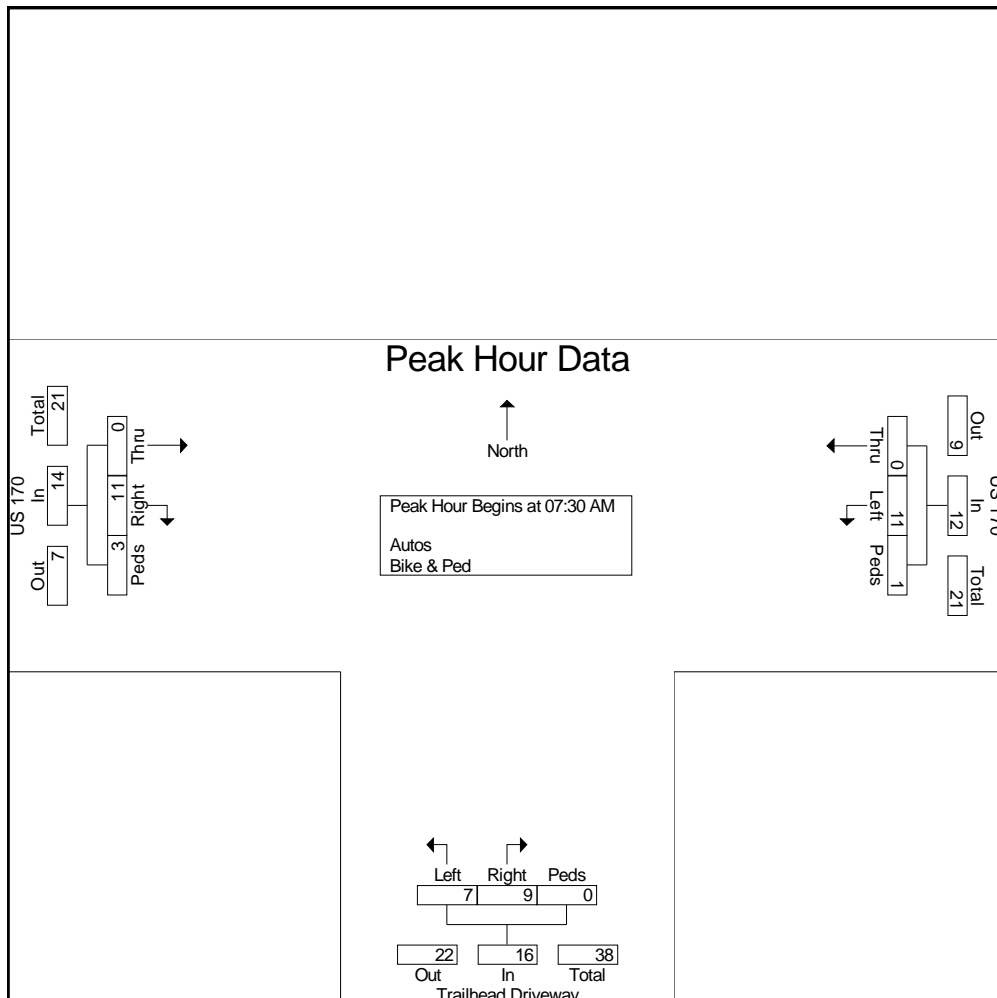 Peak Hour Data
North
Peak Hour Begins at 07:30 AM
Autos
Bike & Ped
US 170
Total
21
In
14
Out
7
Thru
0
Right
11
Peds
3
Thru
0
Left
11
Peds
1
Out
9
In
12
Total
21
US 170
Left Right Peds
7 9 0
22 16 38
Out In Total
Trailhead Driveway